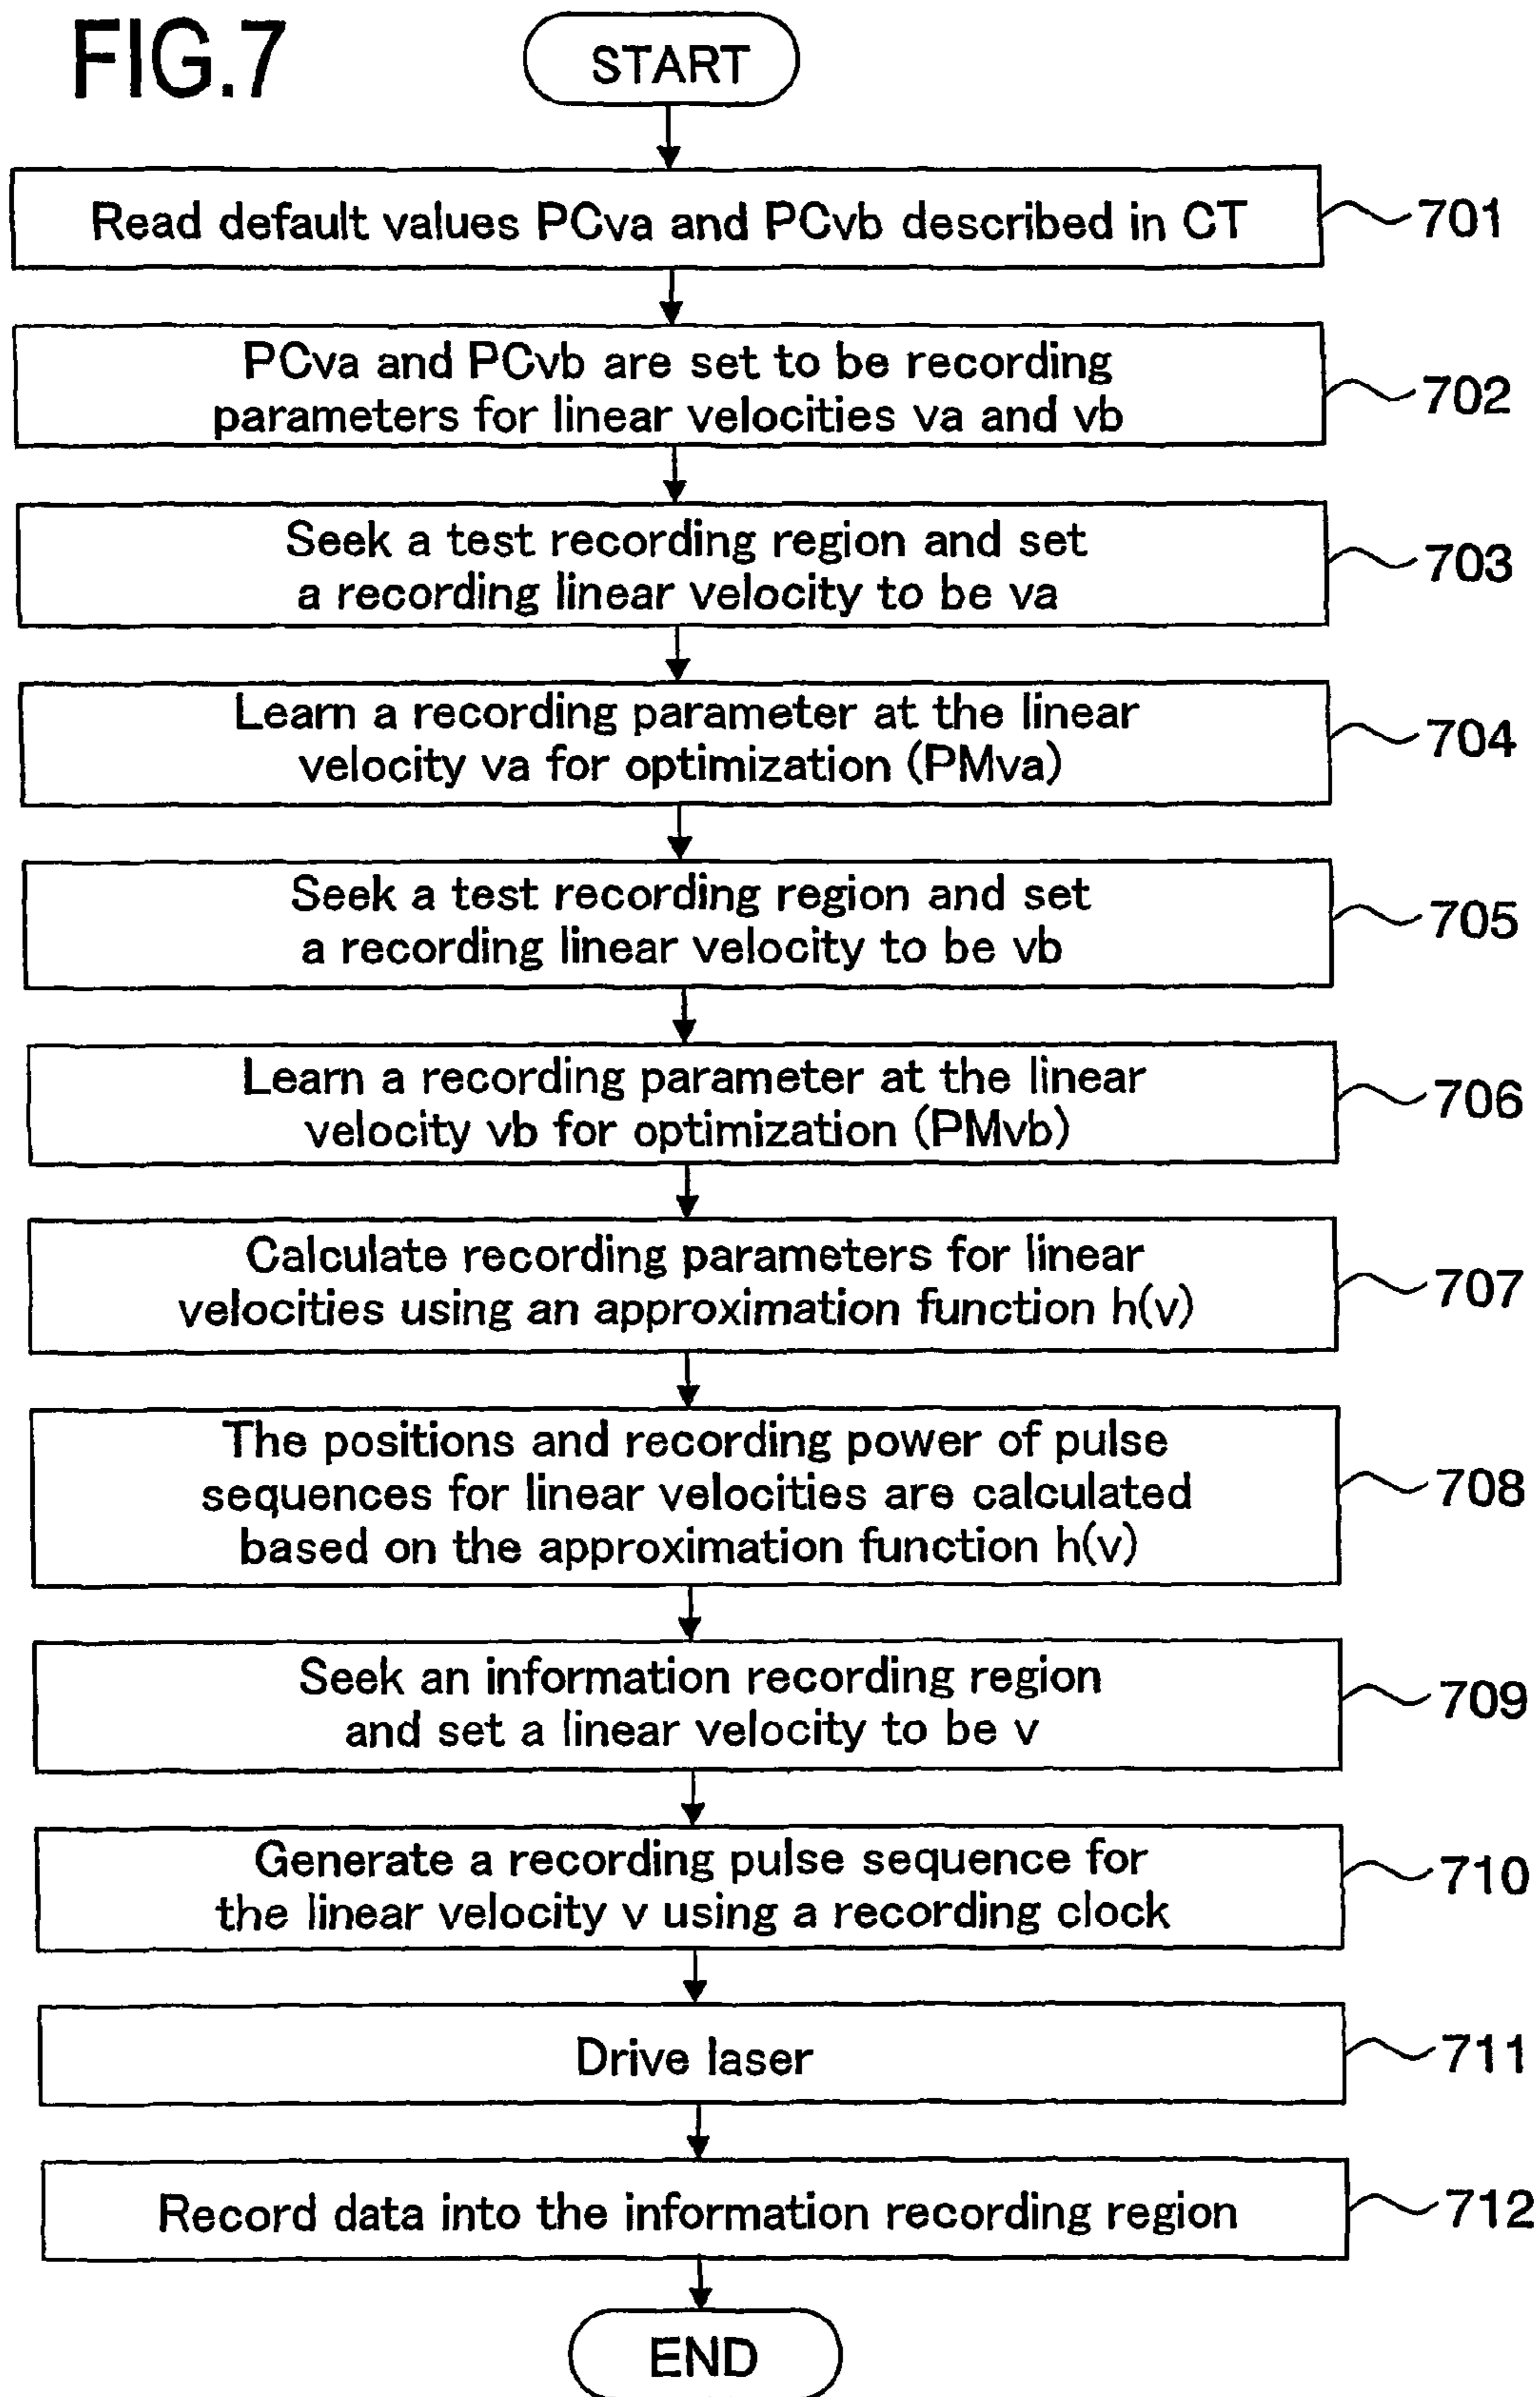 FIG.7
START
Read default values PCva and PCvb described in CT
701
PCva and PCvb are set to be recording
parameters for linear velocities va and vb
702
Seek a test recording region and set
a recording linear velocity to be va
703
Learn a recording parameter at the linear
velocity va for optimization (PMva)
704
Seek a test recording region and set
a recording linear velocity to be vb
705
Learn a recording parameter at the linear
velocity vb for optimization (PMvb)
706
Calculate recording parameters for linear
velocities using an approximation function h(v)
707
The positions and recording power of pulse
sequences for linear velocities are calculated
based on the approximation function h(v)
708
Seek an information recording region
and set a linear velocity to be v
709
Generate a recording pulse sequence for
the linear velocity v using a recording clock
710
Drive laser
711
Record data into the information recording region
712
END